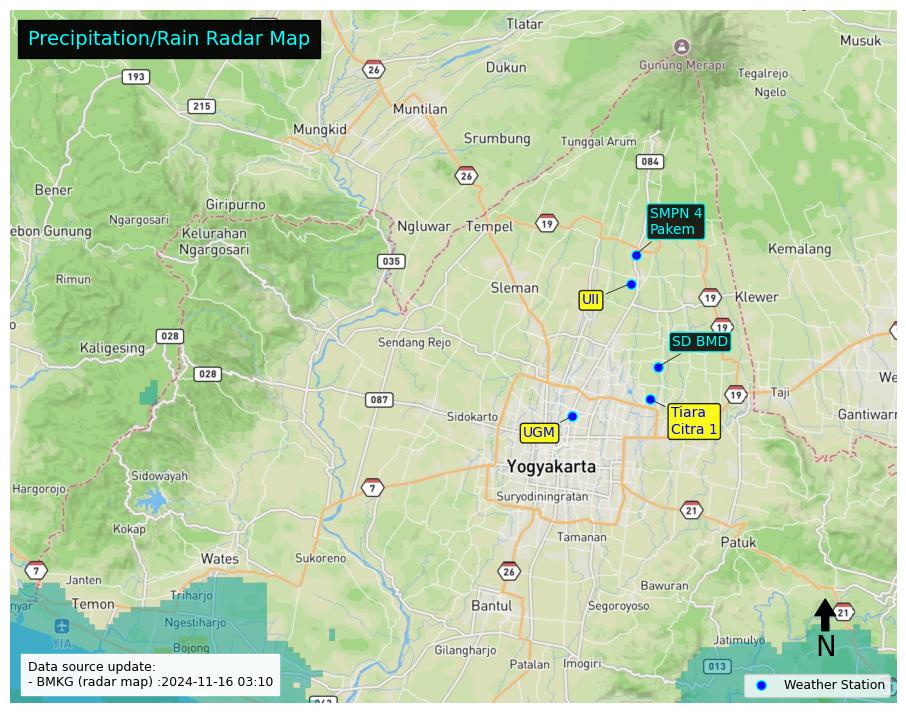 Precipitation/Rain Radar Map
Tlatar
Musuk
Gunung Merapi
26
193
Dukun
Tegalrejo
Ngelo
215
Muntilan
Mungkid
Srumbung
Tunggal Arum
084
26
Bener
Giripurno
SMPN 4
Pakem
Ngargosari
Ngluwar
Tempel
19
ebon Gunung
Kelurahan
Ngargosari
Kemalang
035
Rimun
Sleman
UII
19
Klewer
19
028
Sendang Rejo
SD BMD
Kaligesing
028
We
087
19
Taji
Sidokarto
Tiara
Citra 1
Gantiwarn
UGM
Yogyakarta
Sidowayah
Hargorojo
7
Suryodiningratan
21
Kokap
Tamanan
Patuk
Wates
Sukoreno
7
26
Janten
Bawuran
nyar
Temon
Triharjo
Bantul
Segoroyoso
21
Ngestiharjo
YIA
Jatimulyo
N
Bojong
Gilangharjo
Patalan
Imogiri
013
Data source update:
- BMKG (radar map) :2024-11-16 03:10
Weather Station